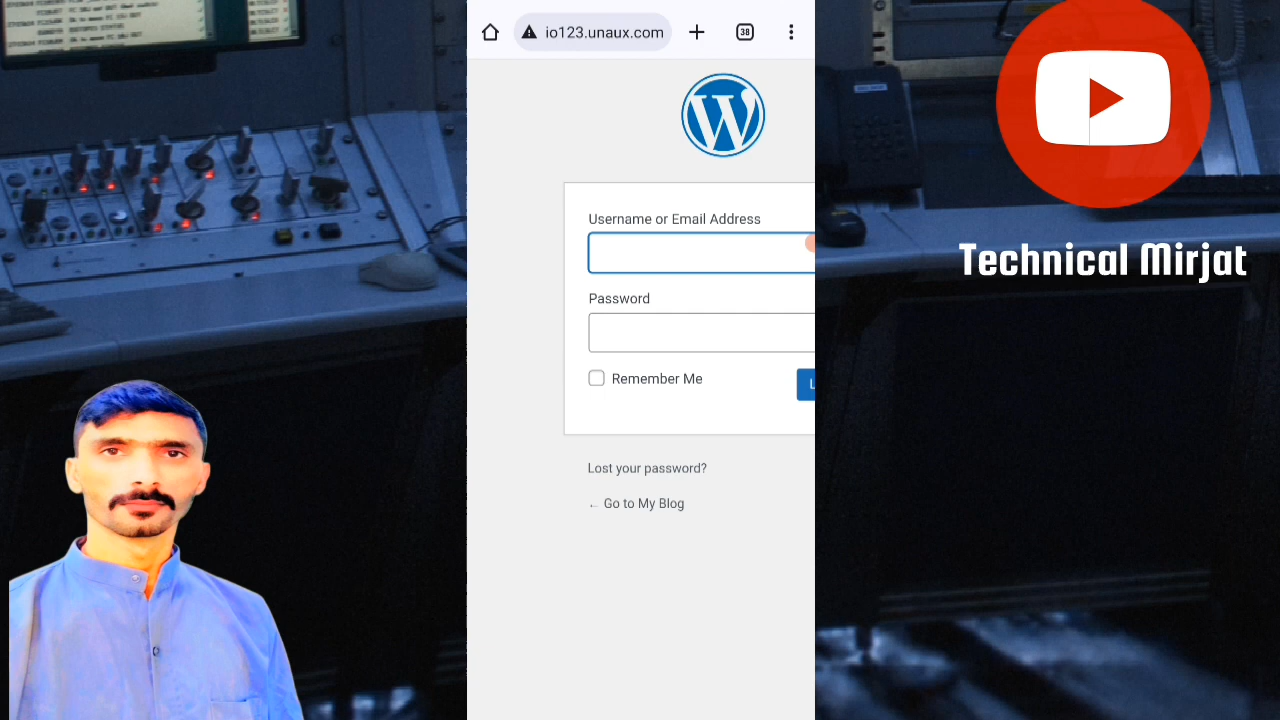 io123.unaux.com
38
Username or Email Address
Password
Remember Me
Lost your password?
← Go to My Blog
Technical Mirjat